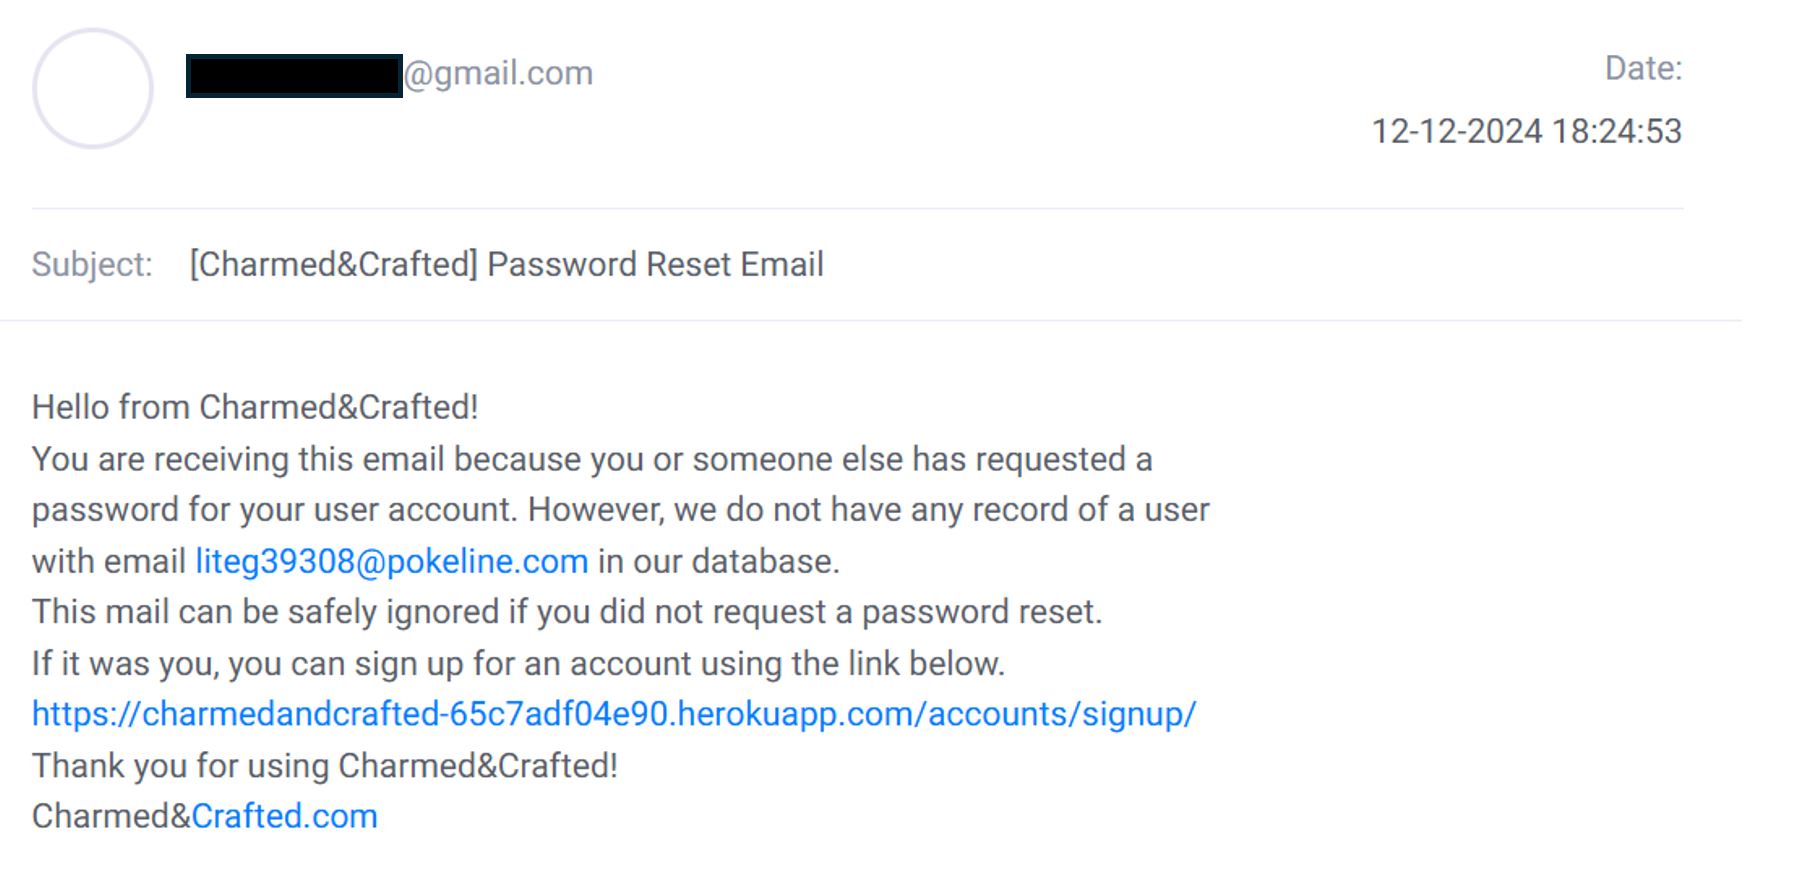 @gmail.com
Date:
12-12-2024 18:24:53
Subject: [Charmed&Crafted] Password Reset Email
Hello from Charmed&Crafted!
You are receiving this email because you or someone else has requested a
password for your user account. However, we do not have any record of a user
with email liteg39308@pokeline.com in our database.
This mail can be safely ignored if you did not request a password reset.
If it was you, you can sign up for an account using the link below.
https://charmedandcrafted-65c7adf04e90.herokuapp.com/accounts/signup/
Thank you for using Charmed&Crafted!
Charmed&Crafted.com